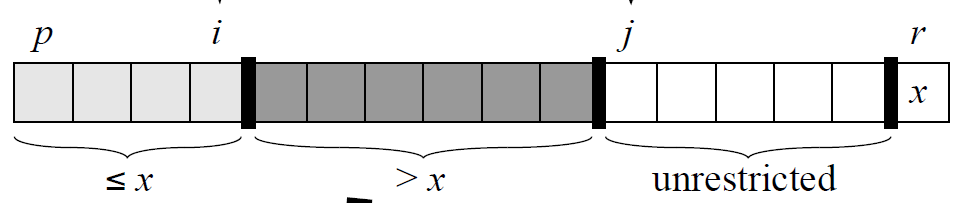 p i j r
x
≤ x > x unrestricted